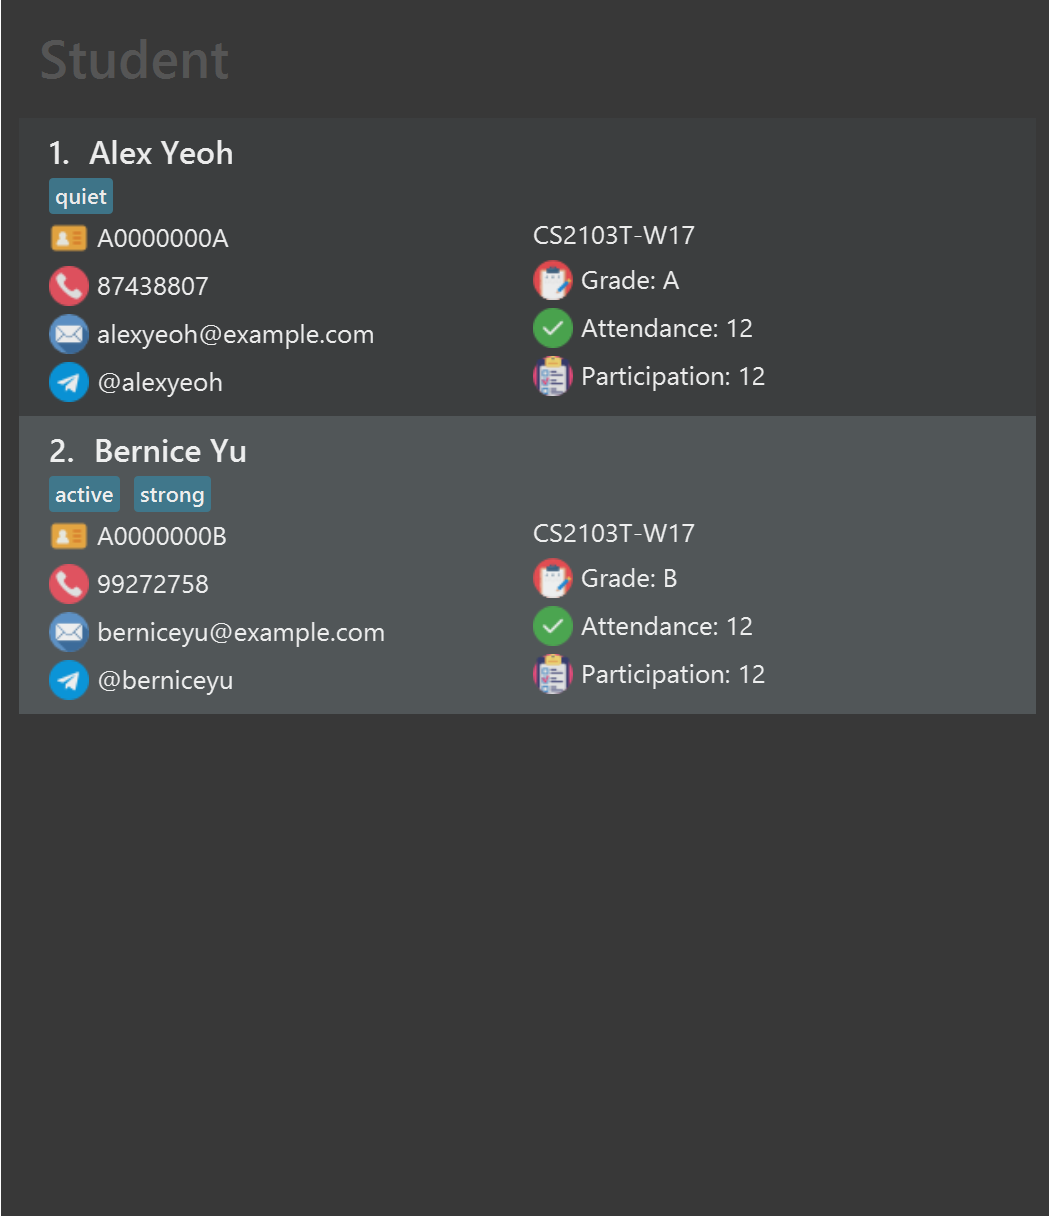 Student
1. Alex Yeoh
quiet
A0000000A
87438807
alexyeoh@example.com
@alexyeoh
CS2103T-W17
Grade: A
Attendance: 12
Participation: 12
2. Bernice Yu
active strong
A0000000B
99272758
berniceyu@example.com
@berniceyu
CS2103T-W17
Grade: B
Attendance: 12
Participation: 12